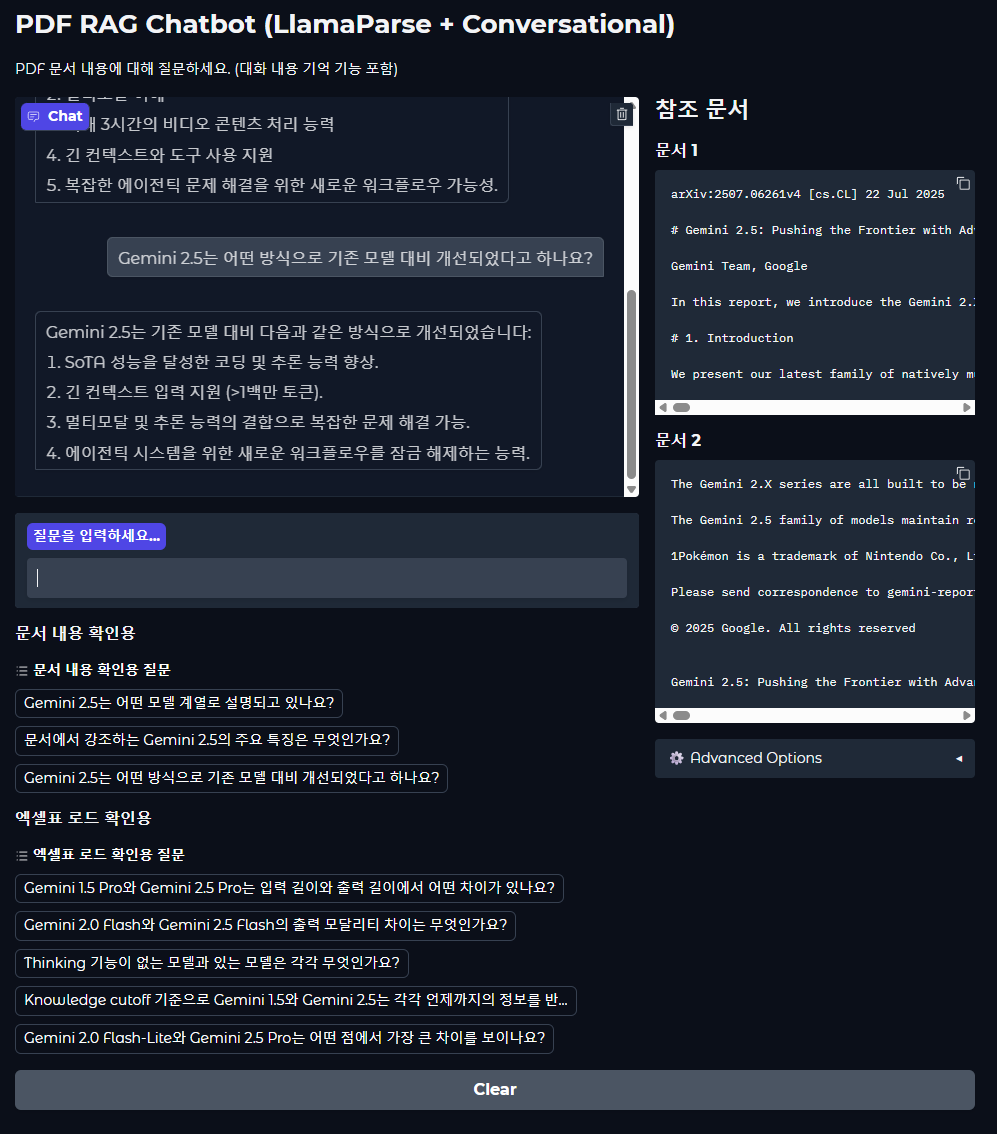 PDF RAG Chatbot (LlamaParse + Conversational)
PDF 문서 내용에 대해 질문하세요. (대화 내용 기억 기능 포함)
Chat
3시간의 비디오 콘텐츠 처리 능력
4. 긴 컨텍스트와 도구 사용 지원
5. 복잡한 에이전틱 문제 해결을 위한 새로운 워크플로우 가능성.
Gemini 2.5는 어떤 방식으로 기존 모델 대비 개선되었다고 하나요?
Gemini 2.5는 기존 모델 대비 다음과 같은 방식으로 개선되었습니다:
1. SoTA 성능을 달성한 코딩 및 추론 능력 향상.
2. 긴 컨텍스트 입력 지원 (>1백만 토큰).
3. 멀티모달 및 추론 능력의 결합으로 복잡한 문제 해결 가능.
4. 에이전틱 시스템을 위한 새로운 워크플로우를 잠금 해제하는 능력.
질문을 입력하세요...
문서 내용 확인용
문서 내용 확인용 질문
Gemini 2.5는 어떤 모델 계열로 설명되고 있나요?
문서에서 강조하는 Gemini 2.5의 주요 특징은 무엇인가요?
Gemini 2.5는 어떤 방식으로 기존 모델 대비 개선되었다고 하나요?
엑셀표 로드 확인용
엑셀표 로드 확인용 질문
Gemini 1.5 Pro와 Gemini 2.5 Pro는 입력 길이와 출력 길이에서 어떤 차이가 있나요?
Gemini 2.0 Flash와 Gemini 2.5 Flash의 출력 모달리티 차이는 무엇인가요?
Thinking 기능이 없는 모델과 있는 모델은 각각 무엇인가요?
Knowledge cutoff 기준으로 Gemini 1.5와 Gemini 2.5는 각각 언제까지의 정보를 반...
Gemini 2.0 Flash-Lite와 Gemini 2.5 Pro는 어떤 점에서 가장 큰 차이를 보이나요?
참조 문서
문서 1
arXiv:2507.06261v4 [cs.CL] 22 Jul 2025
# Gemini 2.5: Pushing the Frontier with Adv
Gemini Team, Google
In this report, we introduce the Gemini 2.X
# 1. Introduction
We present our latest family of natively mu
문서 2
The Gemini 2.X series are all built to be
The Gemini 2.5 family of models maintain ro
1Pokémon is a trademark of Nintendo Co., Lt
Please send correspondence to gemini-report
© 2025 Google. All rights reserved
Gemini 2.5: Pushing the Frontier with Advan
Advanced Options
Clear